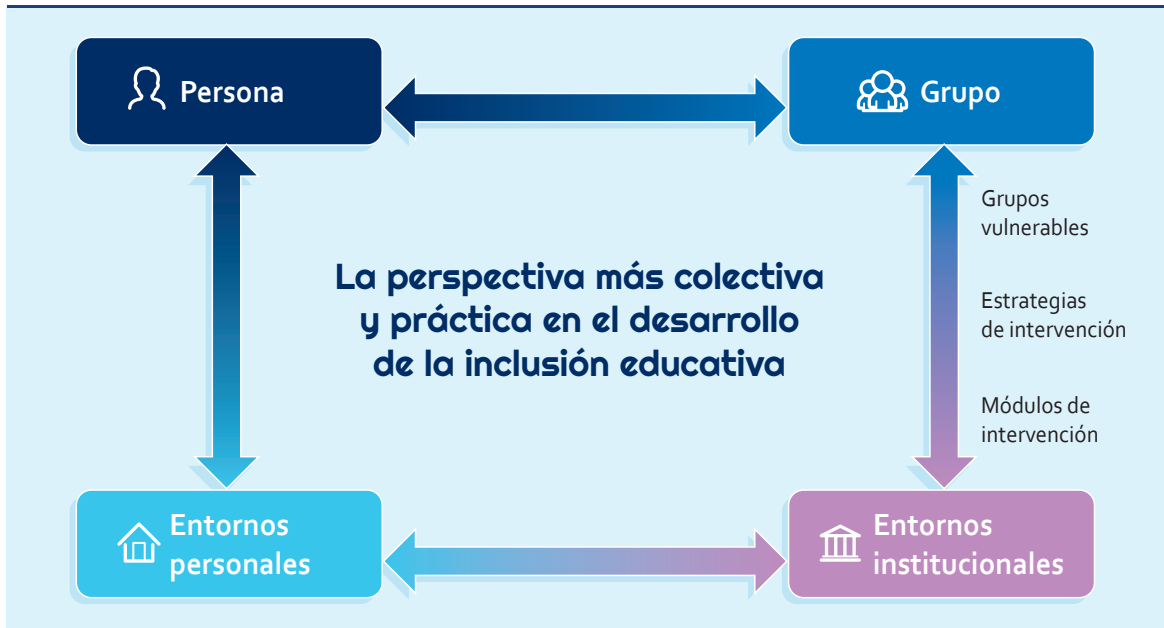 Persona
Grupo
Grupos
vulnerables
La perspectiva más colectiva
y práctica en el desarrollo
de la inclusión educativa
Estrategias
de intervención
Módulos de
intervención
Entornos
personales
Entornos
institucionales